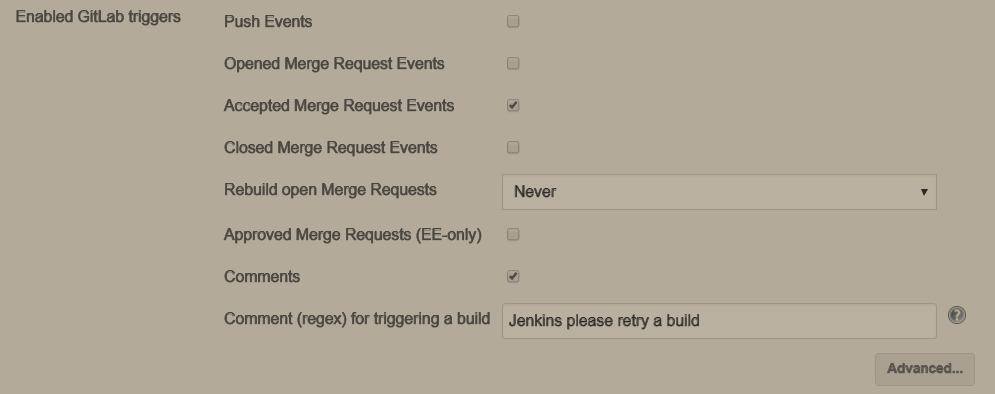 Enabled GitLab triggers
Push Events
Opened Merge Request Events
Accepted Merge Request Events
Closed Merge Request Events
Rebuild open Merge Requests Never
Approved Merge Requests (EE-only)
Comments
Comment (regex) for triggering a build Jenkins please retry a build
?
Advanced...